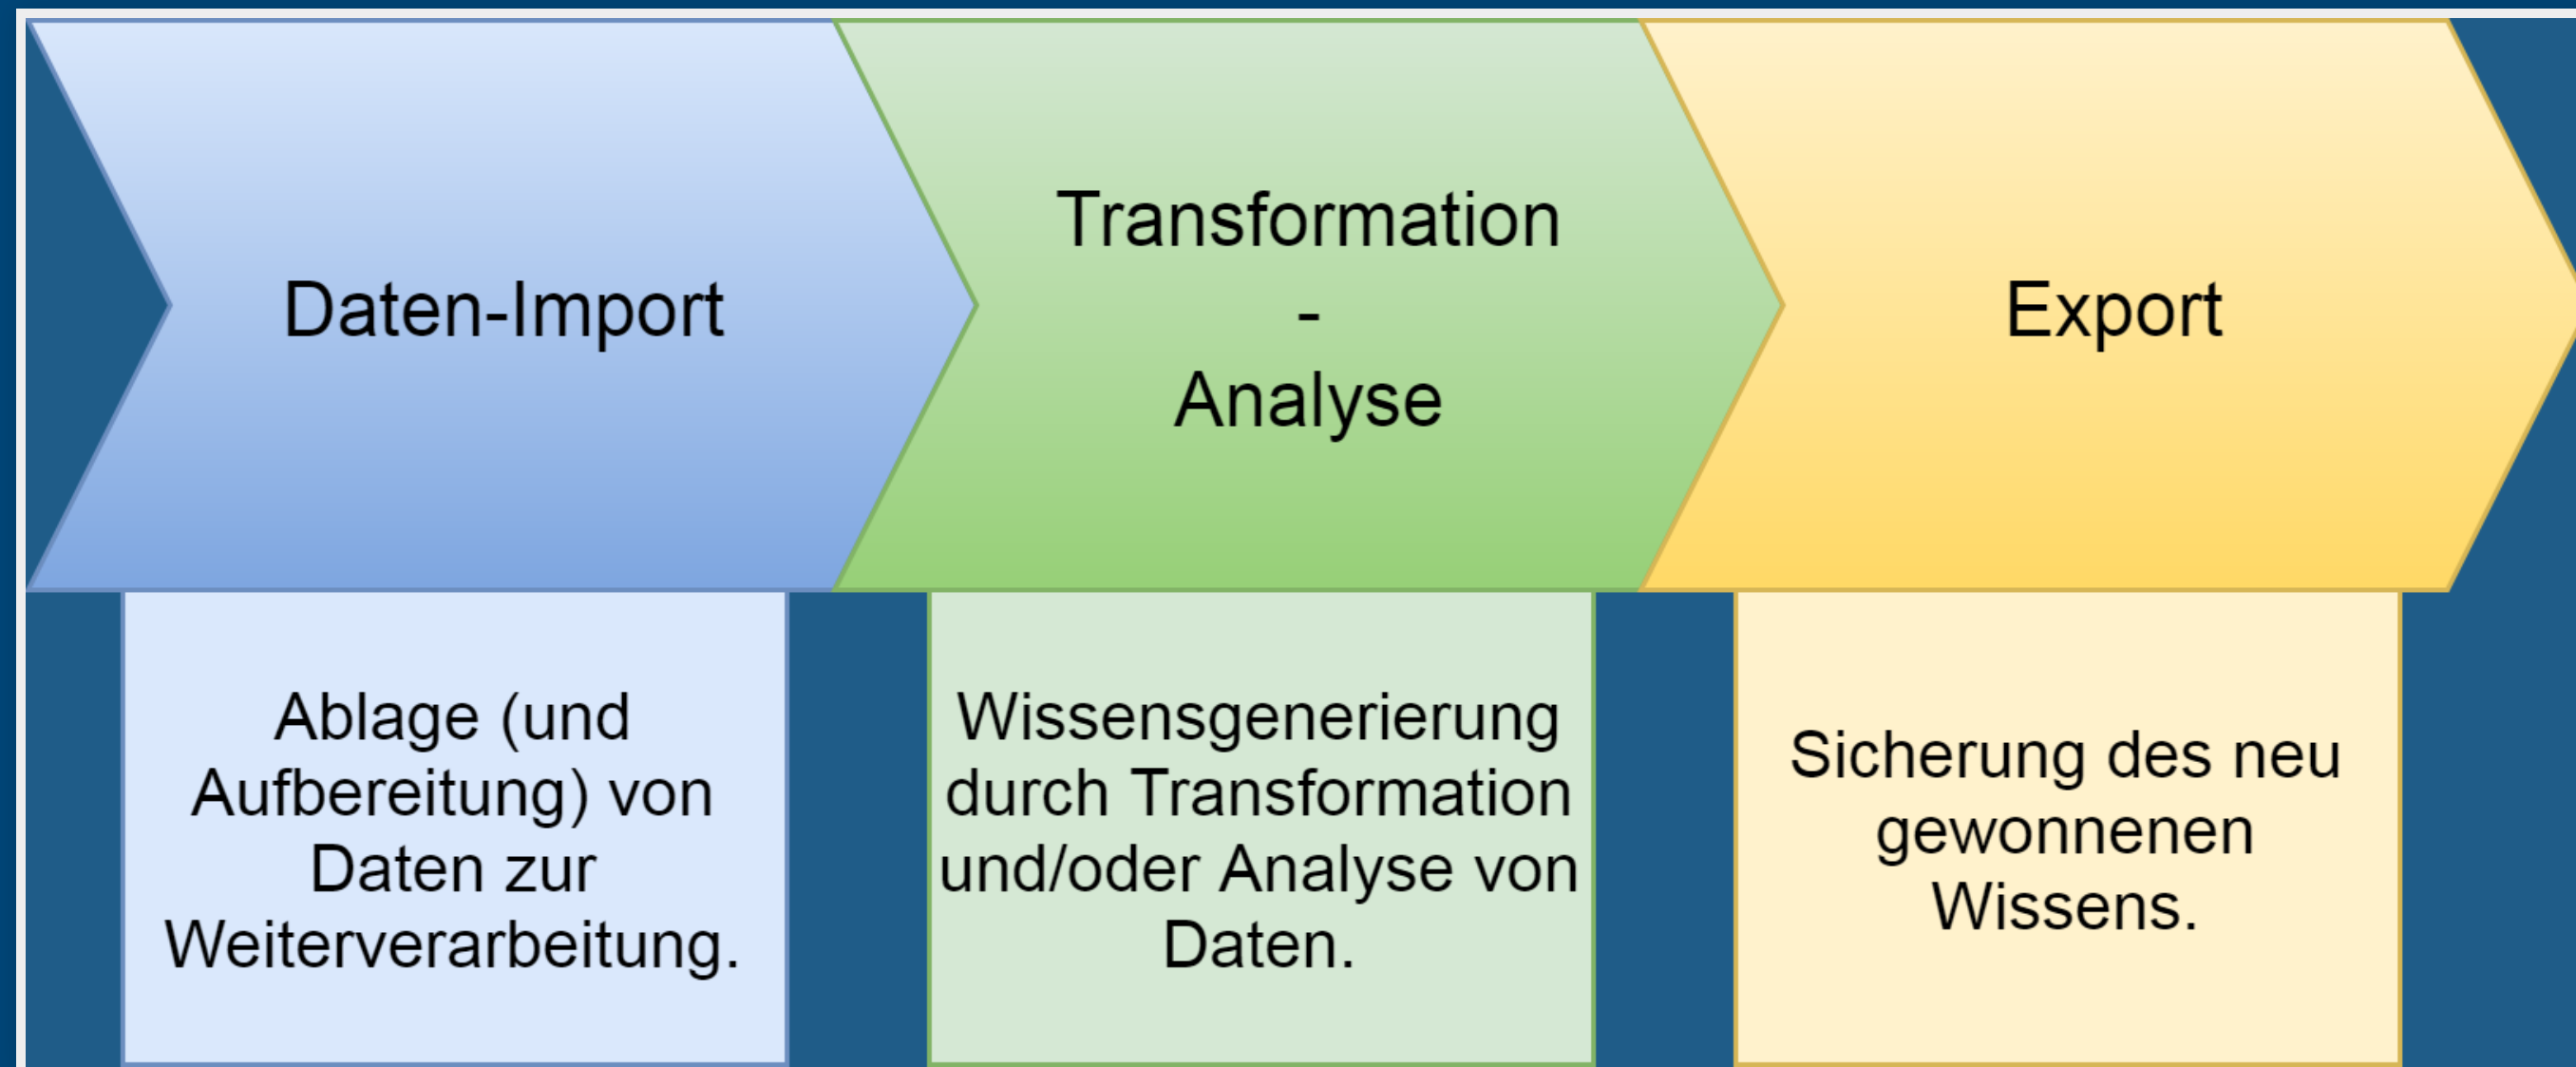 Daten-Import
Transformation
-
Analyse
Export
Ablage (und
Aufbereitung) von
Daten zur
Weiterverarbeitung.
Wissensgenerierung
durch Transformation
und/oder Analyse von
Daten.
Sicherung des neu
gewonnenen
Wissens.